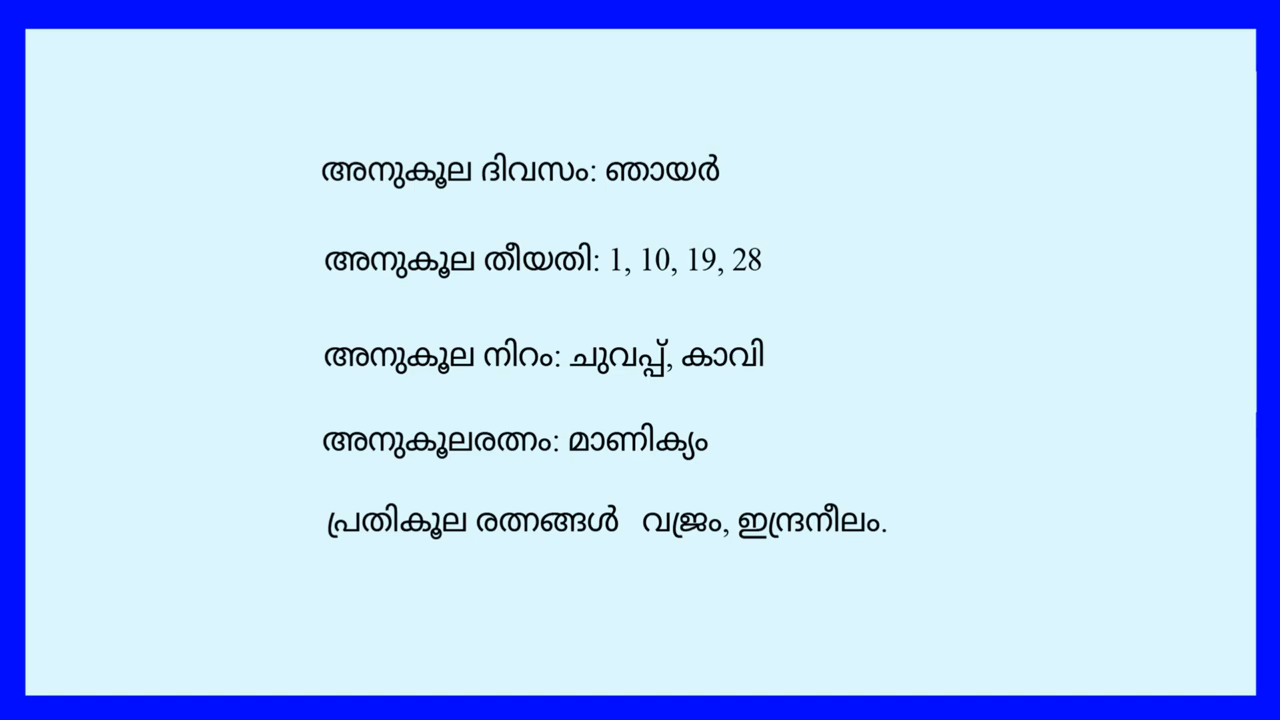 അനുകൂല ദിവസം: ഞായർ
അനുകൂല തീയതി: 1, 10, 19, 28
അനുകൂല നിറം: ചുവപ്പ്, കാവി
അനുകൂലരത്നം: മാണിക്യം
പ്രതികൂല രത്നങ്ങൾ വജ്രം, ഇന്ദ്രനീലം.